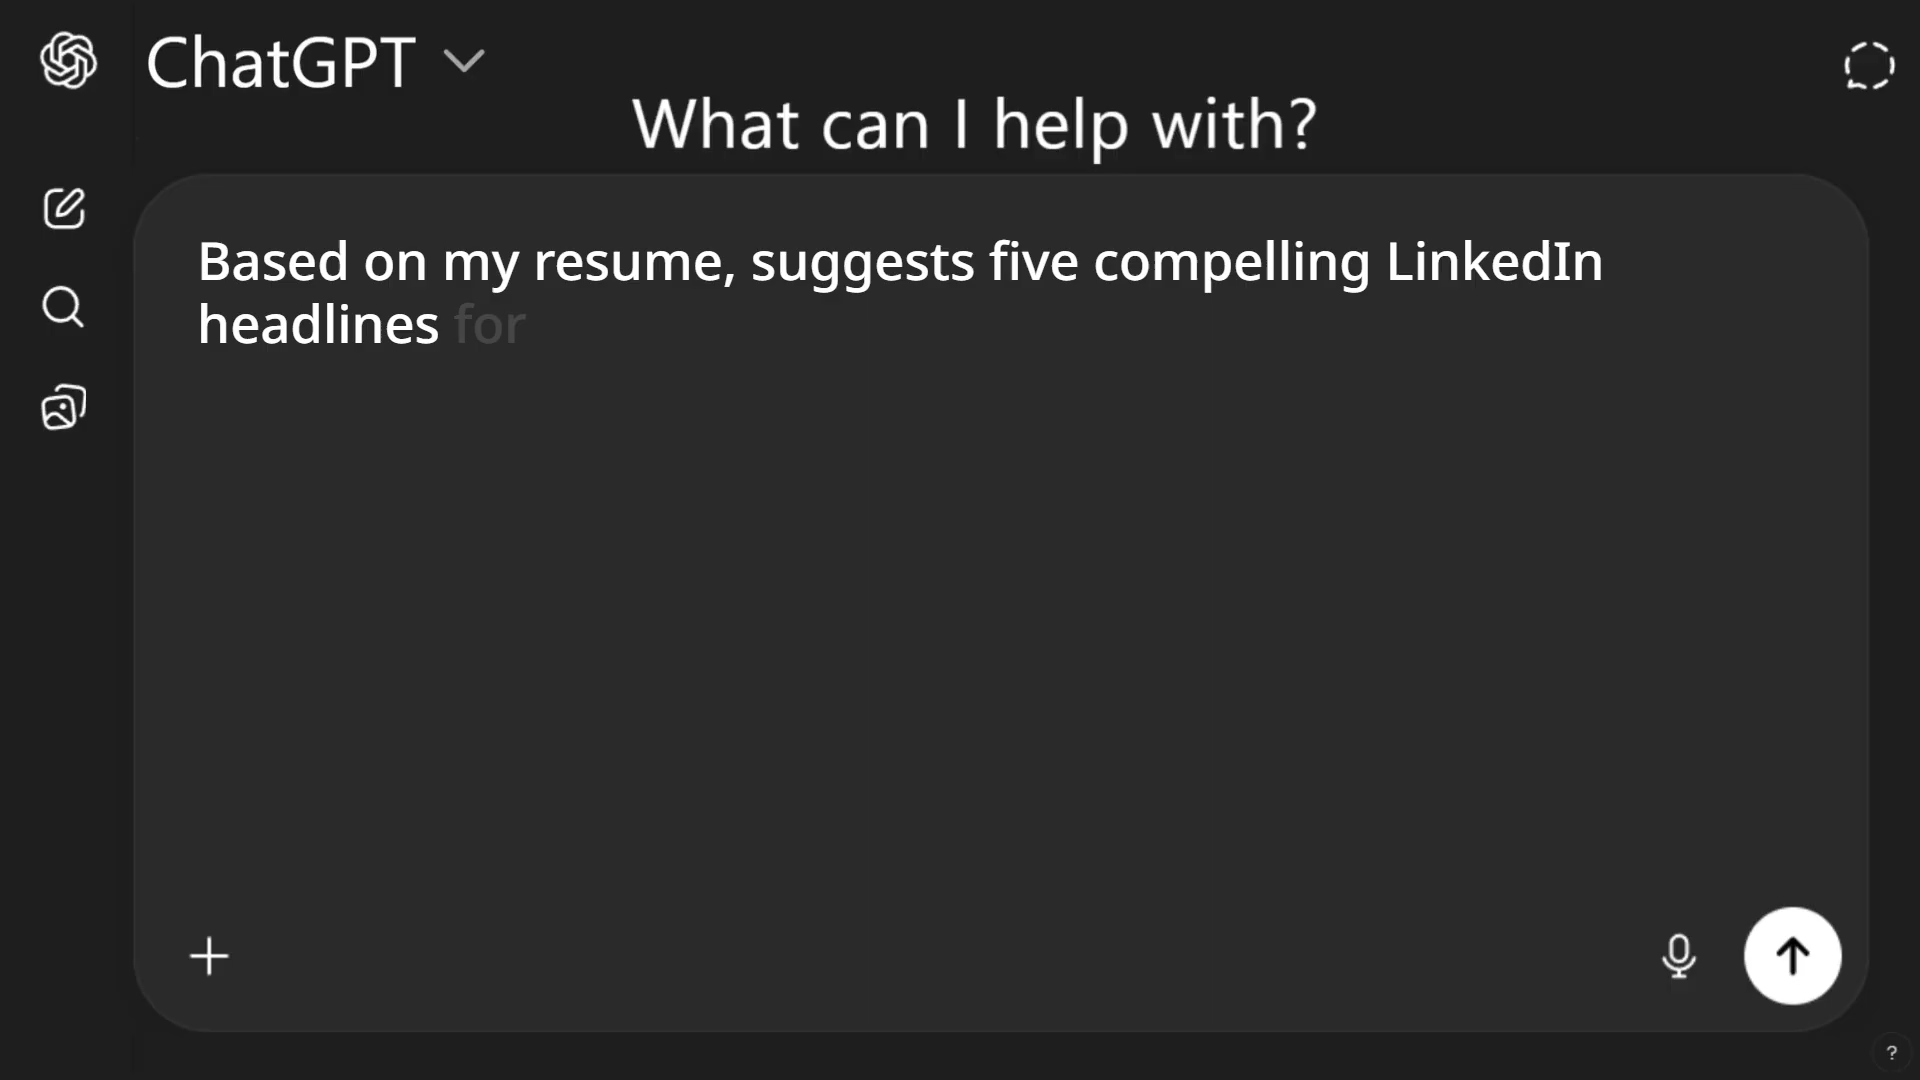 ChatGPT
What can I help with?
Based on my resume, suggests five compelling LinkedIn
headlines for
?